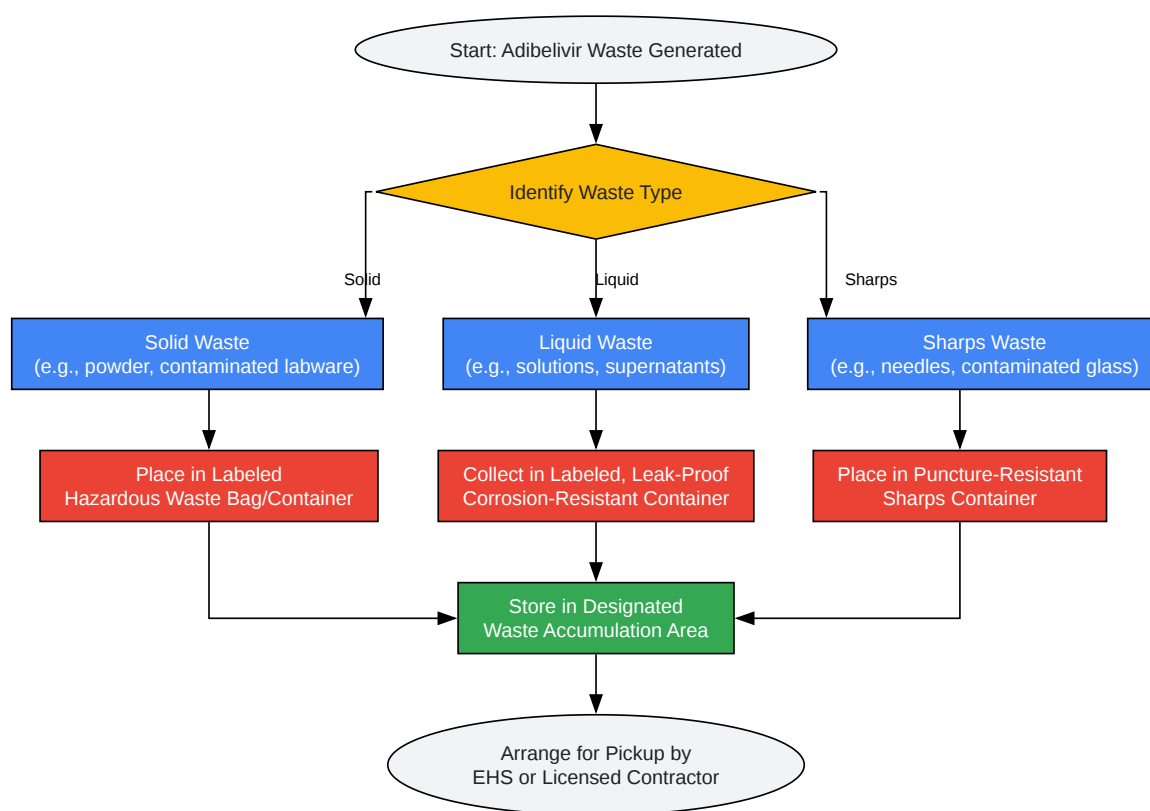 Start: Adibelivir Waste Generated
Identify Waste Type
Solid
Liquid
Sharps
Solid Waste
(e.g., powder, contaminated labware)
Liquid Waste
(e.g., solutions, supernatants)
Sharps Waste
(e.g., needles, contaminated glass)
Place in Labeled
Hazardous Waste Bag/Container
Collect in Labeled, Leak-Proof
Corrosion-Resistant Container
Place in Puncture-Resistant
Sharps Container
Store in Designated
Waste Accumulation Area
Arrange for Pickup by
EHS or Licensed Contractor